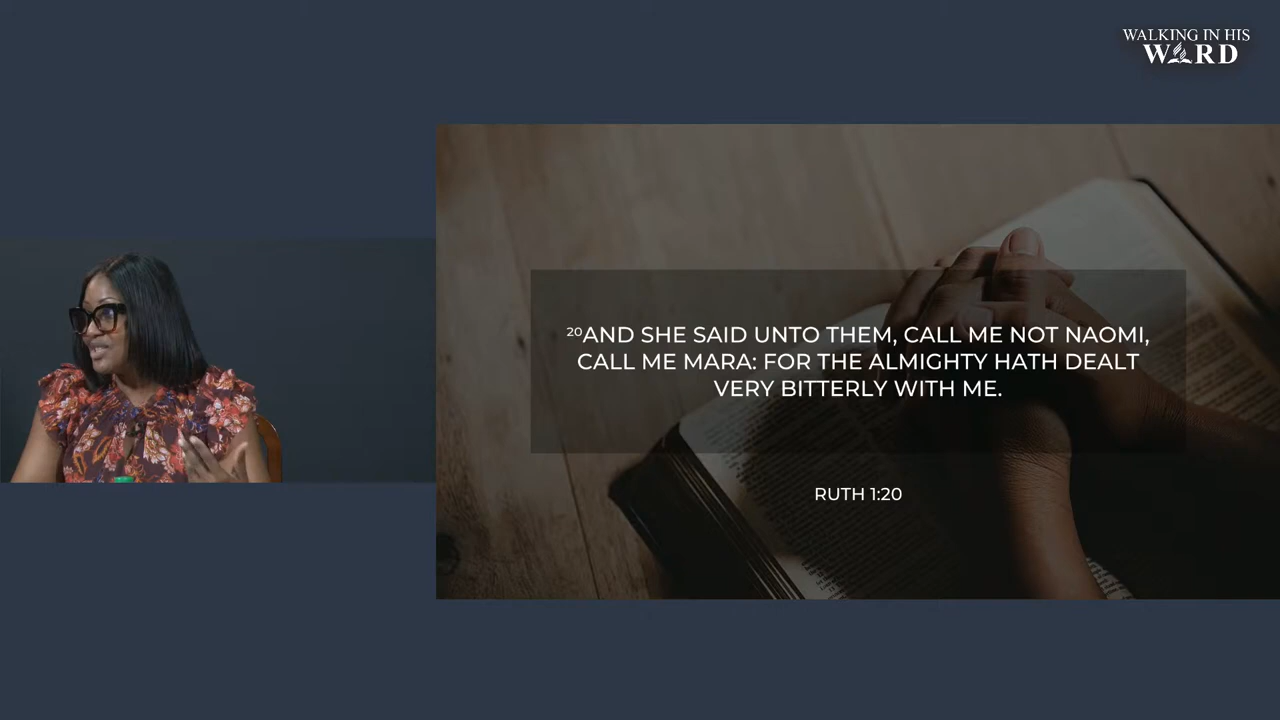 WALKING IN HIS
WORD
²⁰AND SHE SAID UNTO THEM, CALL ME NOT NAOMI,
CALL ME MARA: FOR THE ALMIGHTY HATH DEALT
VERY BITTERLY WITH ME.
RUTH 1:20